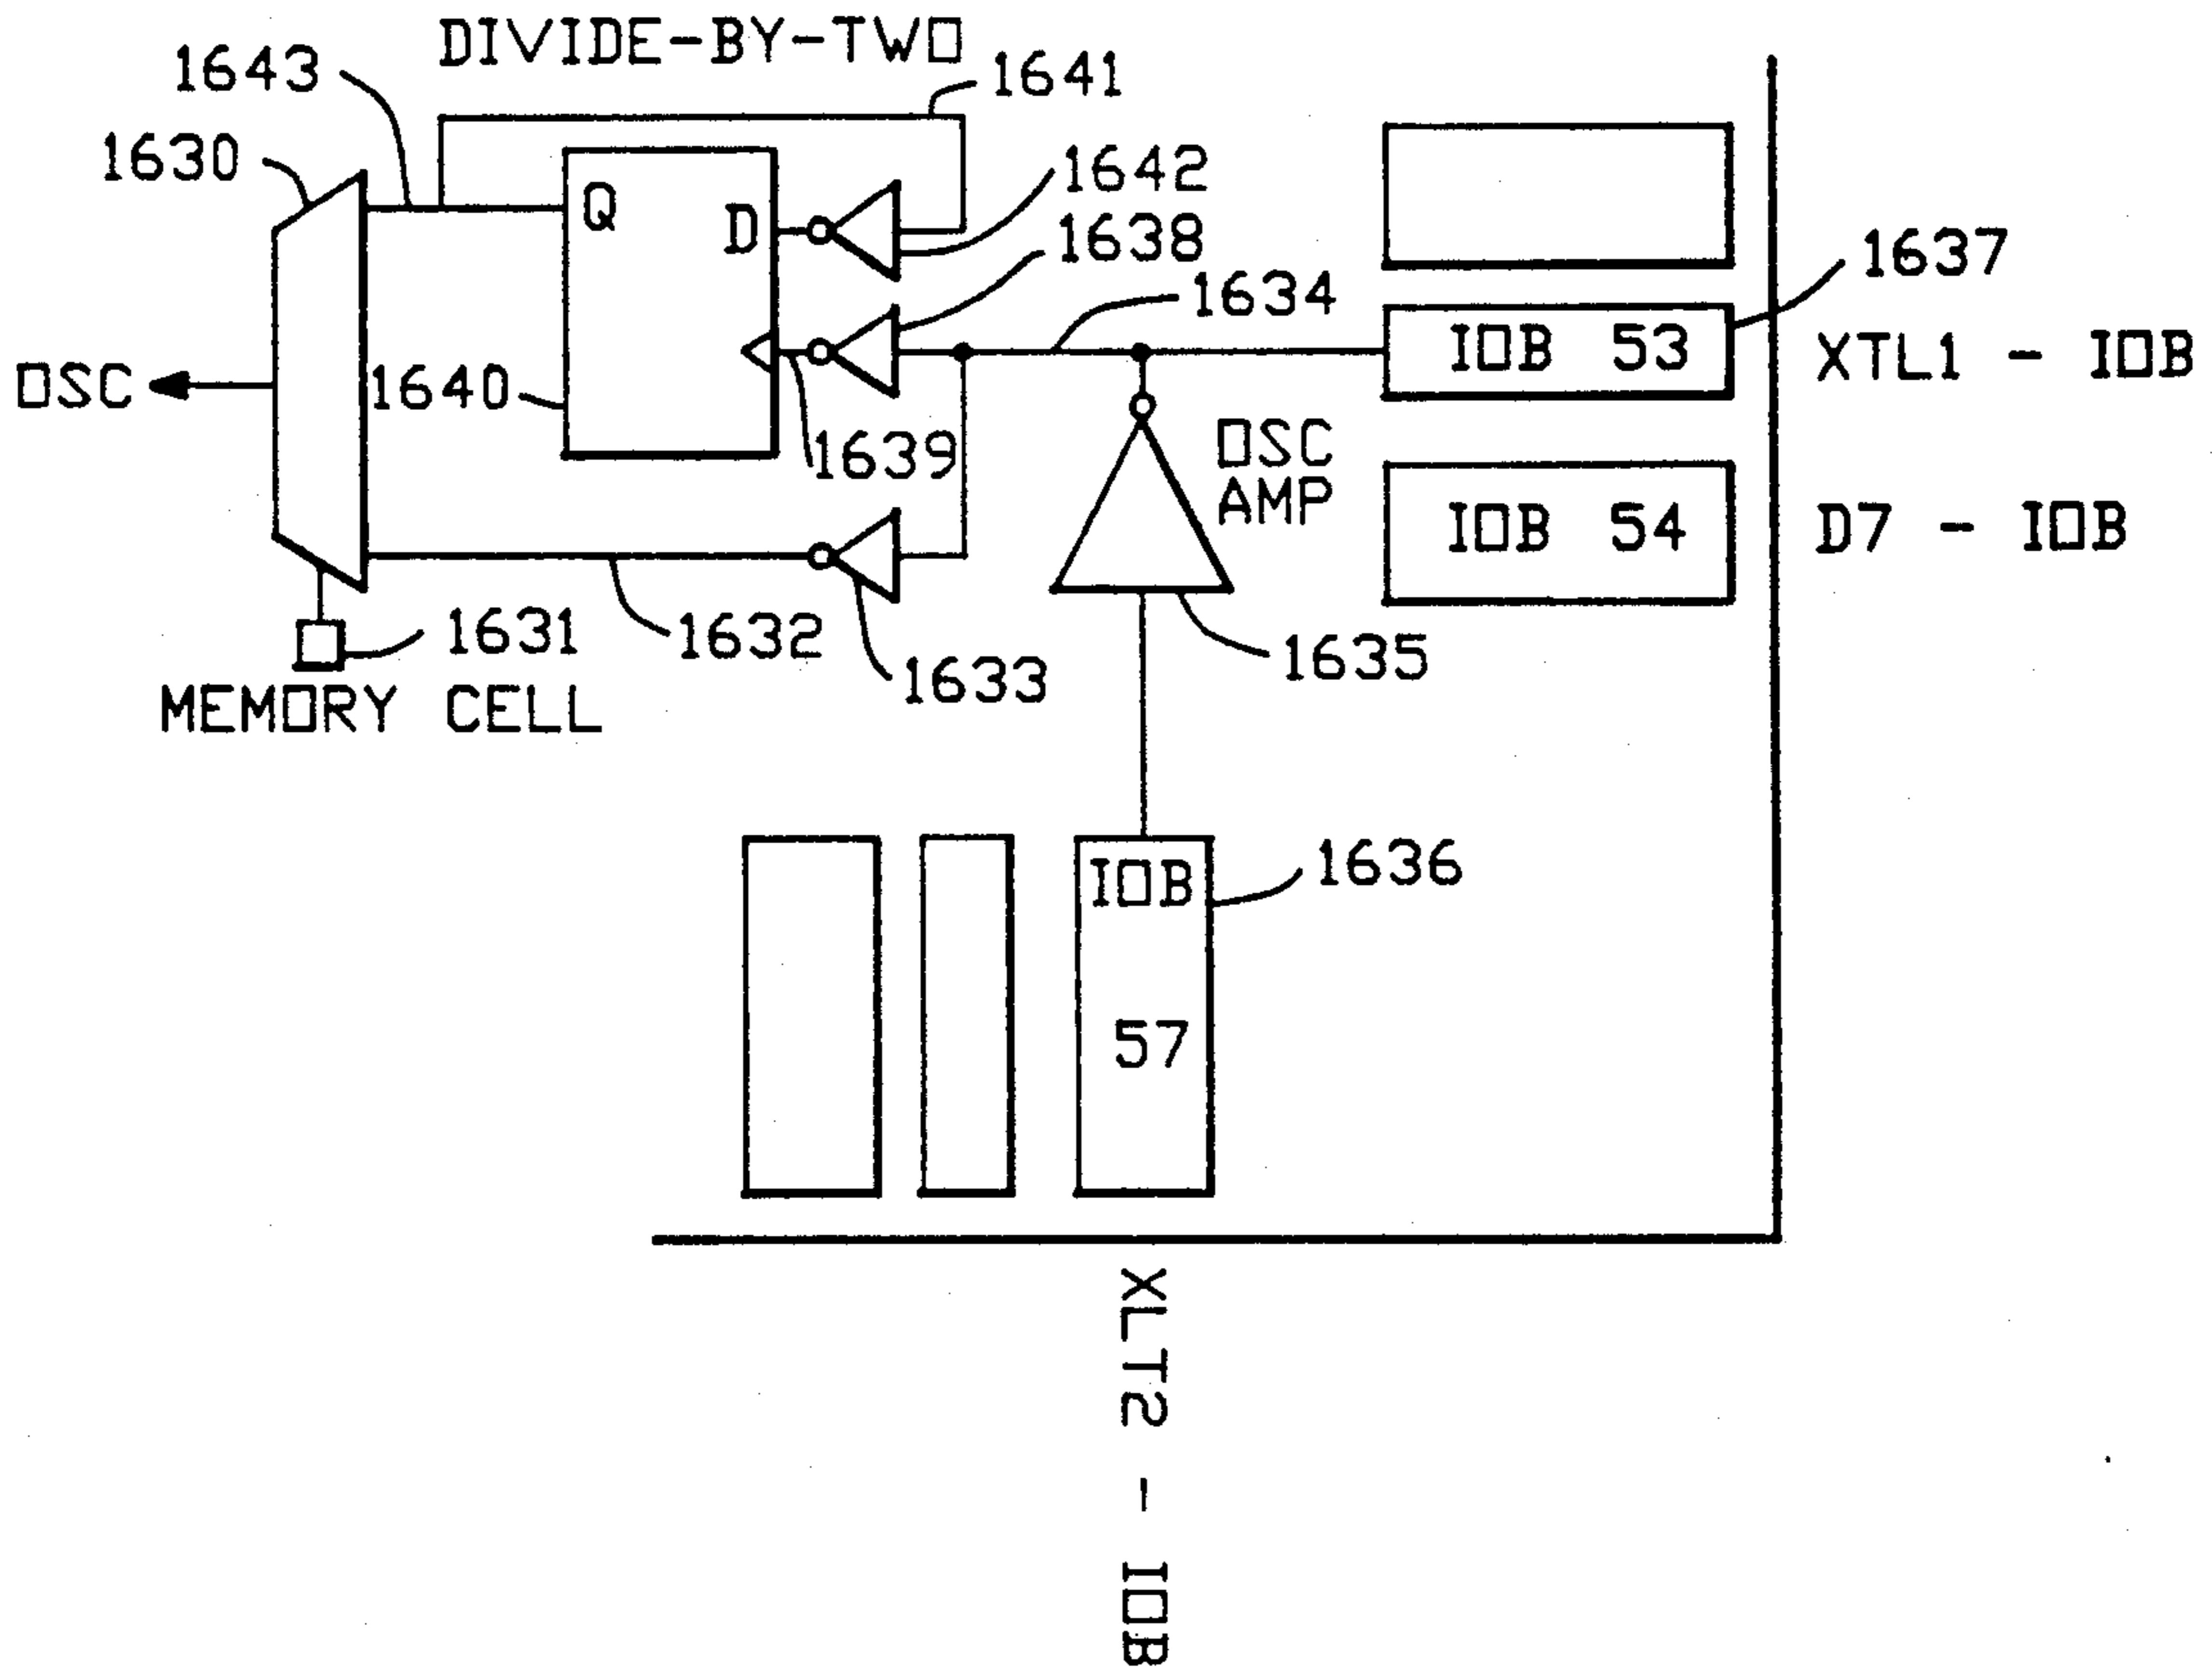 DIVIDE-BY-TWO
1643
1641
1630
1642
Q
D
1638
1634
1637
IOB 53
XTL1 - IOB
OSC
1640
1639
OSC
AMP
IOB 54
D7 - IOB
1631
1632
1633
1635
MEMORY CELL
IOB
57
1636
XLT2 - IOB